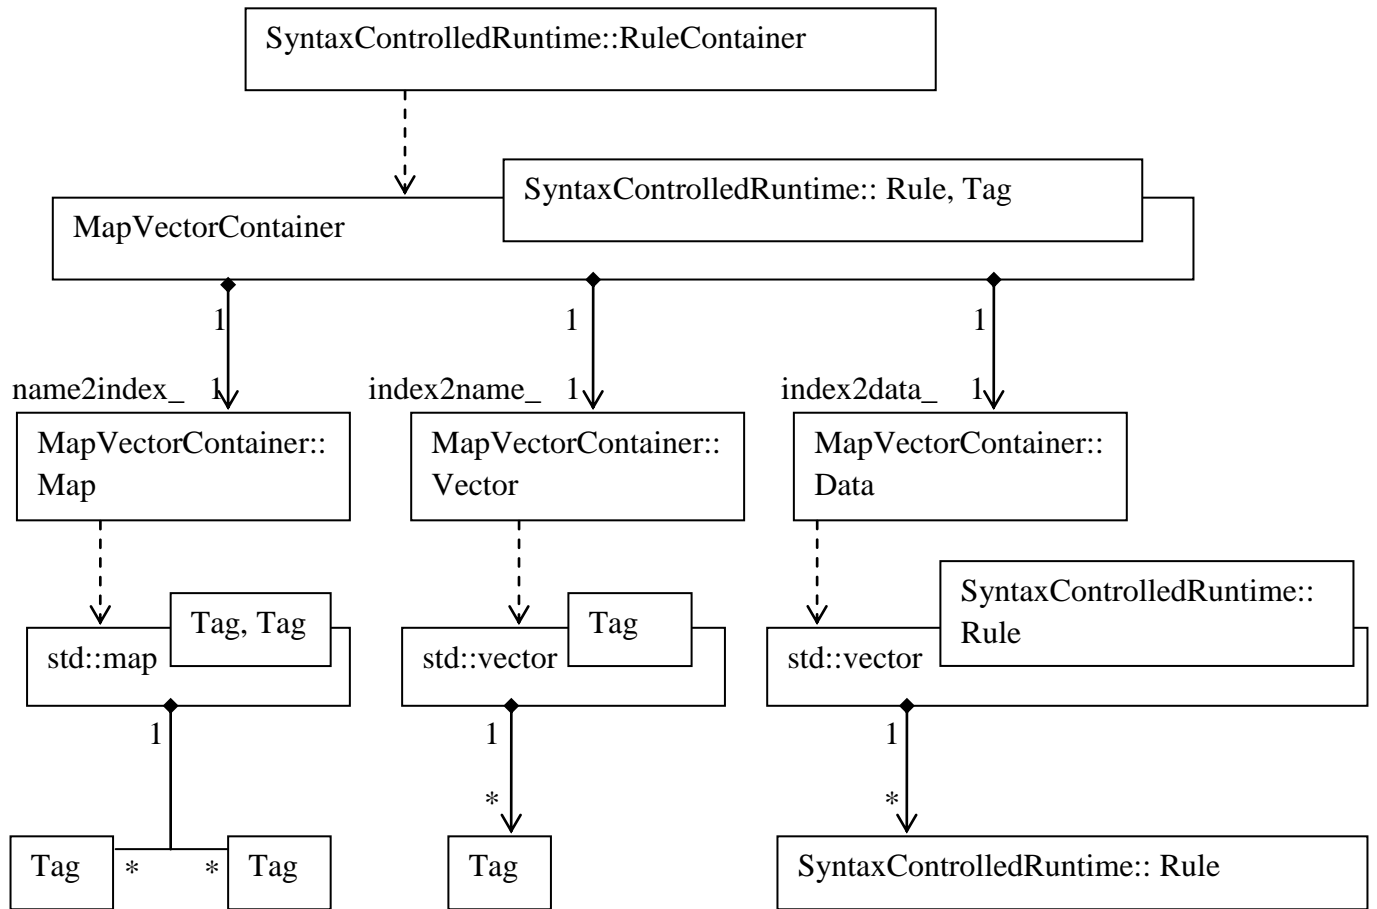 SyntaxControlledRuntime::RuleContainer
SyntaxControlledRuntime:: Rule, Tag
MapVectorContainer
1
1
1
name2index_
1
index2name_
1
index2data_
1
MapVectorContainer::
Map
MapVectorContainer::
Vector
MapVectorContainer::
Data
Tag, Tag
std::map
Tag
std::vector
SyntaxControlledRuntime::
Rule
std::vector
1
1
1
*
*
Tag
*
*
Tag
Tag
SyntaxControlledRuntime:: Rule